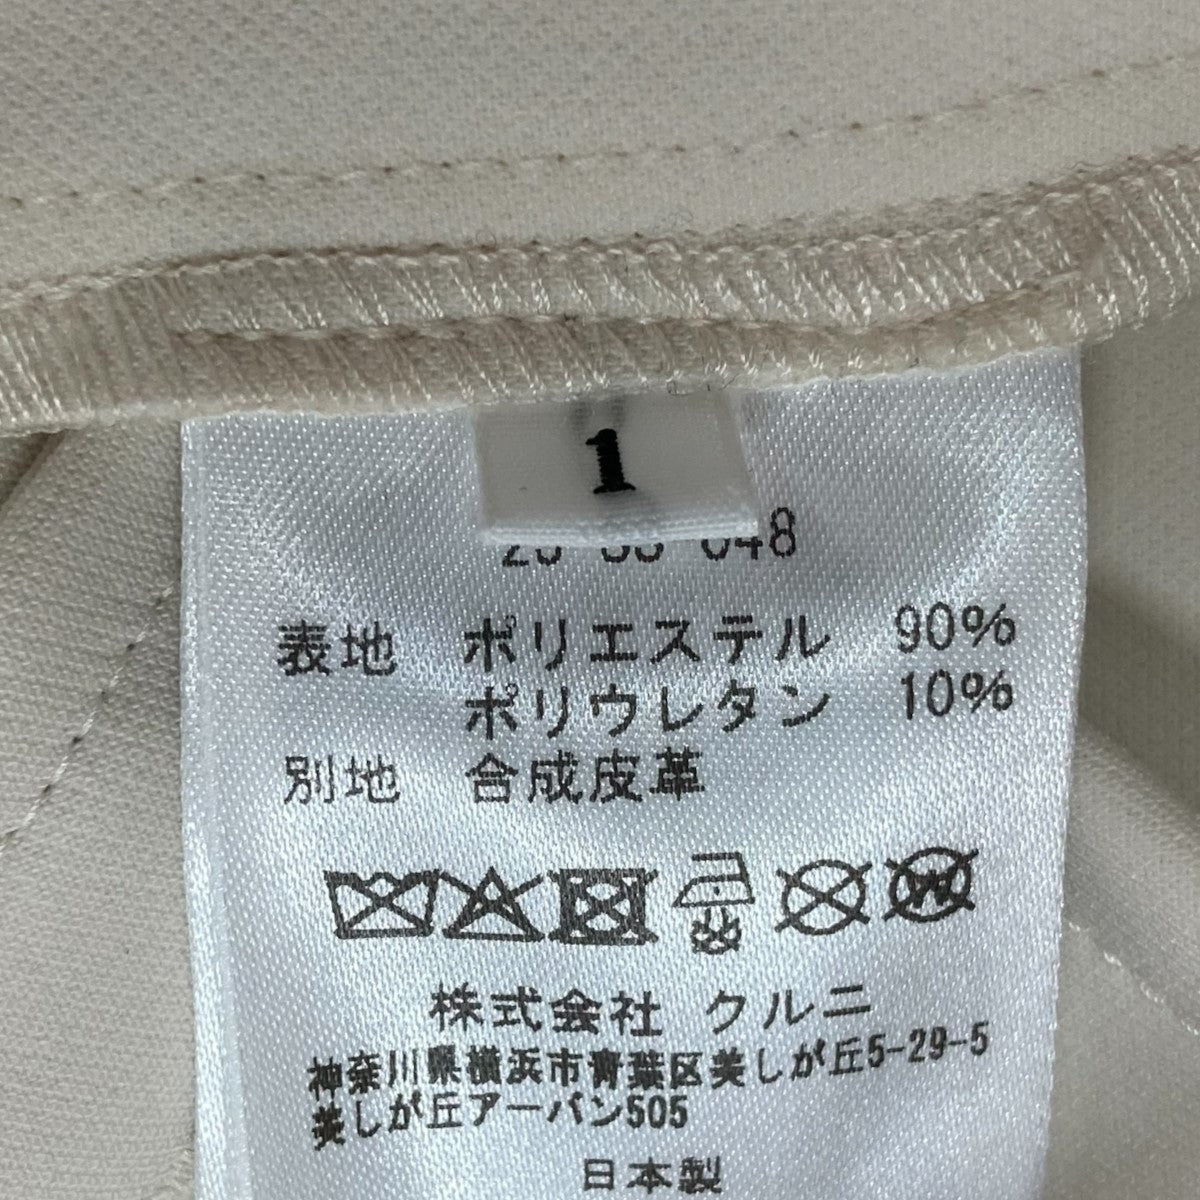 1
048
表地 ポリエステル 90%
ポリウレタン 10%
別地 合成皮革
株式会社 クルニ
神奈川県横浜市青葉区美しが丘5-29-5
美しが丘アーバン505
日本製